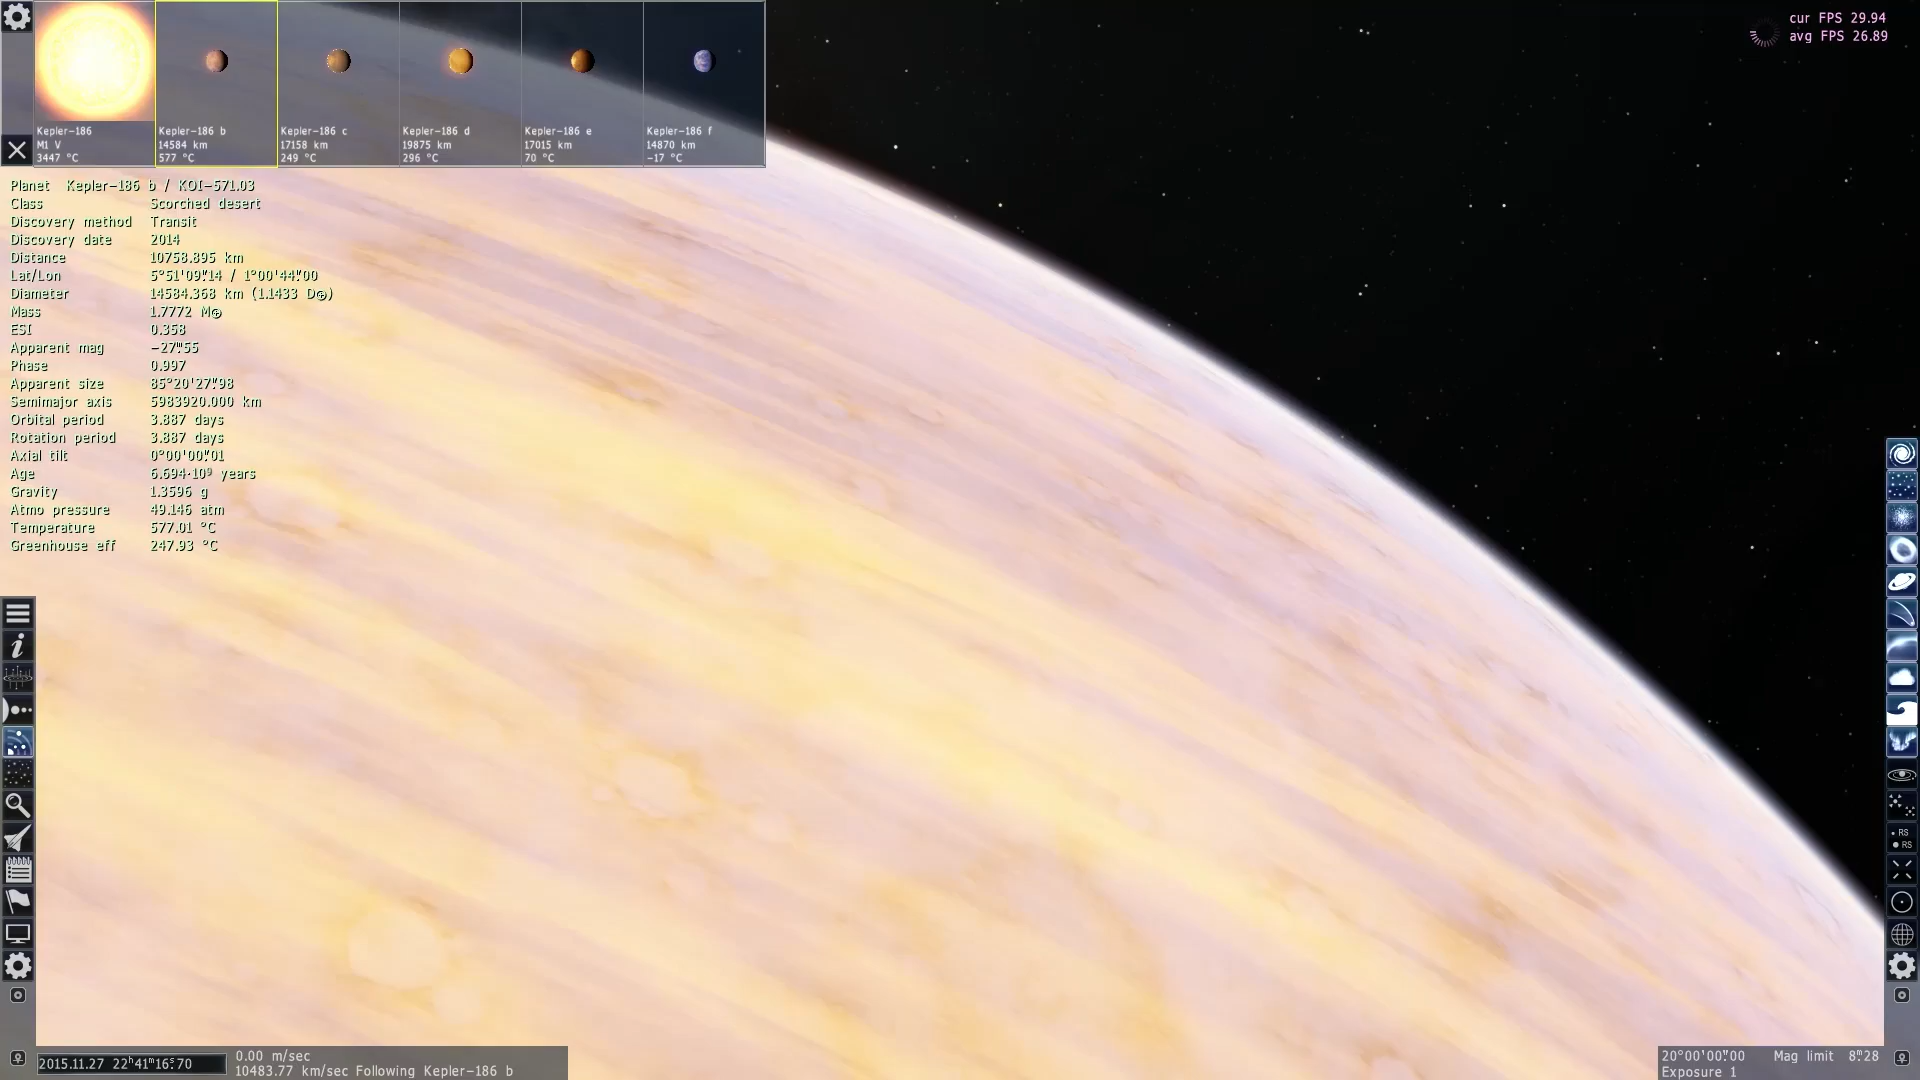 cur FPS 29.94
avg FPS 26.89
Kepler-186
M1 V
3447 °C
Kepler-186 b
14584 km
577 °C
Kepler-186 c
17158 km
249 °C
Kepler-186 d
19875 km
296 °C
Kepler-186 e
17015 km
70 °C
Kepler-186 f
14870 km
-17 °C
Planet Kepler-186 b / KOI-571.03
Class Scorched desert
Discovery method Transit
Discovery date 2014
Distance 10758.895 km
Lat/Lon 5°51'09".14 / 1°00'44".00
Diameter 14584.368 km (1.1433 D⊕)
Mass 1.7772 M⊕
ESI 0.358
Apparent mag -27ᵐ.55
Phase 0.997
Apparent size 85°20'27".98
Semimajor axis 5983920.000 km
Orbital period 3.887 days
Rotation period 3.887 days
Axial tilt 0°00'00".01
Age 6.694·10⁹ years
Gravity 1.3596 g
Atmo pressure 49.146 atm
Temperature 577.01 °C
Greenhouse eff 247.93 °C
RS
RS
2015.11.27 22ʰ41ᵐ16ˢ.70
0.00 m/sec
10483.77 km/sec Following Kepler-186 b
20°00'00".00 Mag limit 8ᵐ.28
Exposure 1